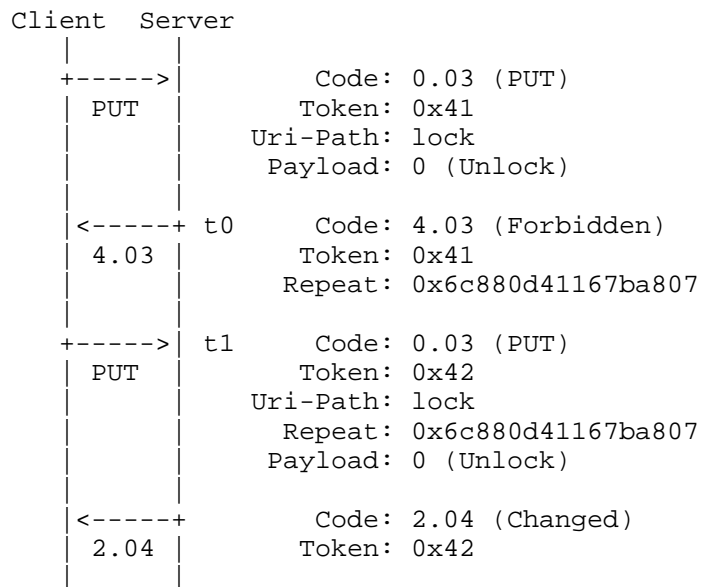 Client Server
Code: 0.03 (PUT)
PUT Token: 0x41
Uri-Path: lock
Payload: 0 (Unlock)
t0 Code: 4.03 (Forbidden)
4.03 Token: 0x41
Repeat: 0x6c880d41167ba807
t1 Code: 0.03 (PUT)
PUT Token: 0x42
Uri-Path: lock
Repeat: 0x6c880d41167ba807
Payload: 0 (Unlock)
Code: 2.04 (Changed)
2.04 Token: 0x42